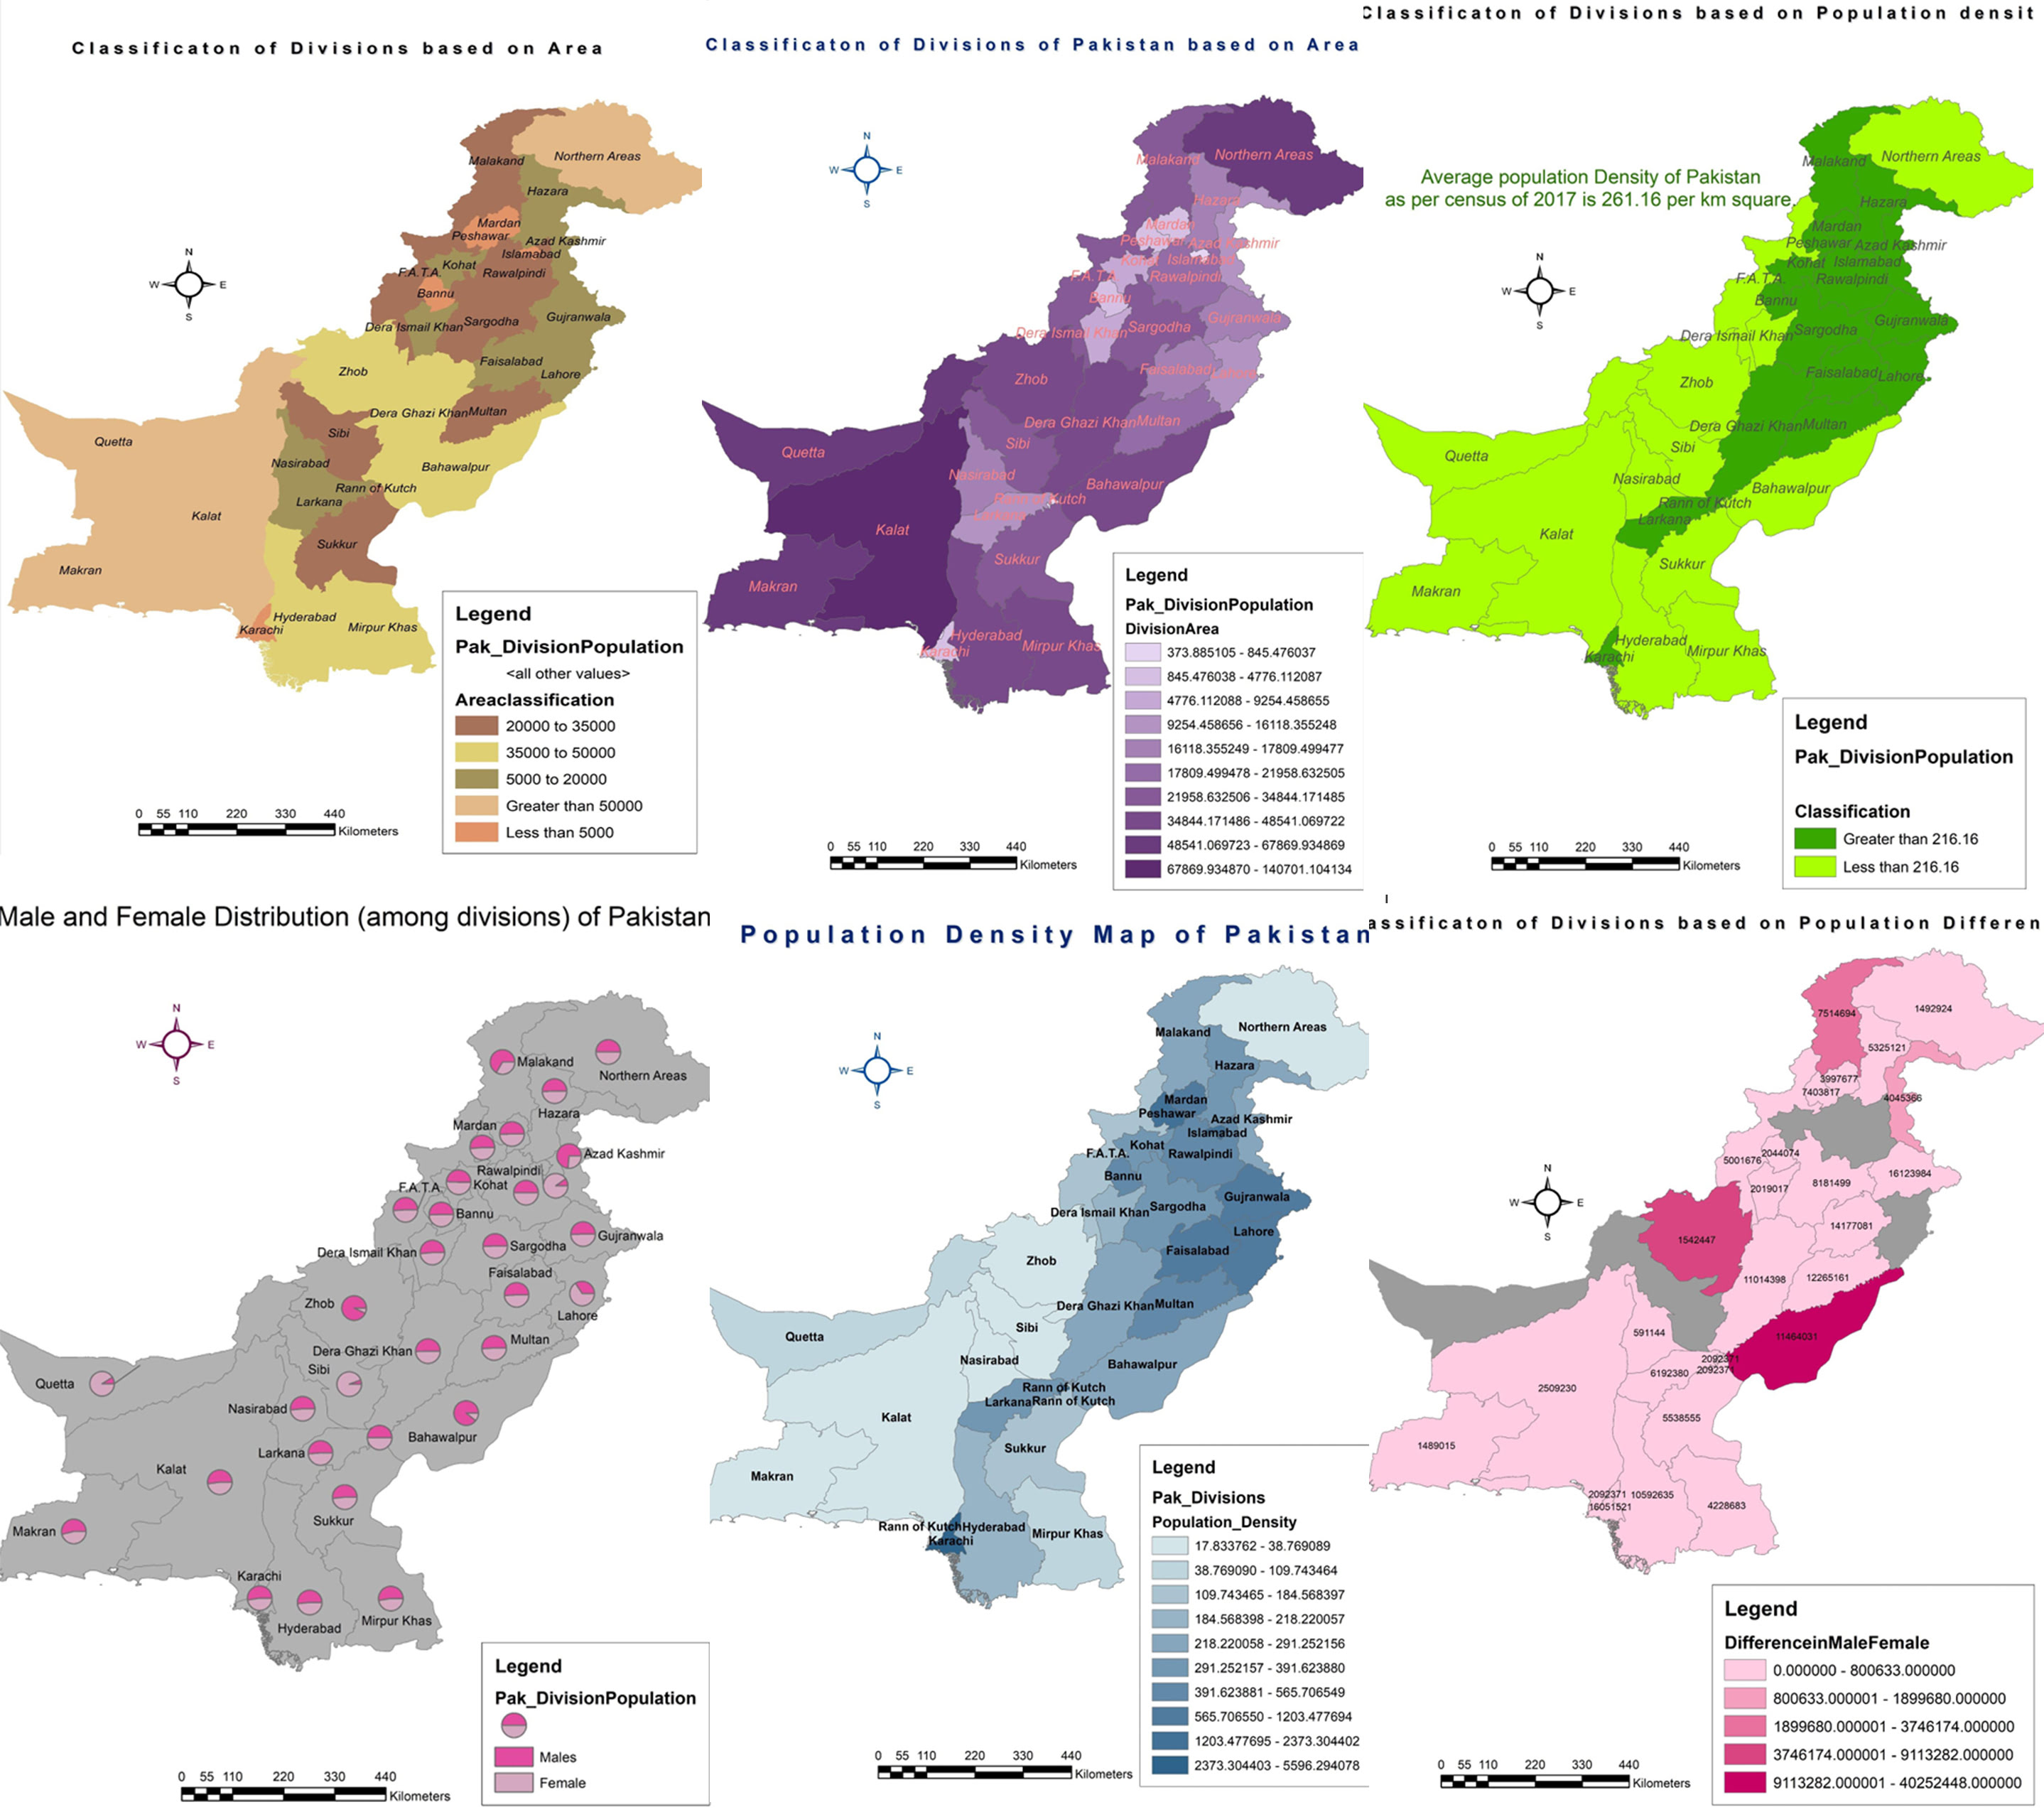 Classificaton of Divisions based on Area
N
W
E
S
Malakand
Northern Areas
Hazara
Mardan
Peshawar
Azad Kashmir
Islamabad
Kohat
F.A.T.A.
Rawalpindi
Bannu
Dera Ismail Khan
Sargodha
Gujranwala
Faisalabad
Lahore
Zhob
Dera Ghazi Khan
Multan
Sibi
Quetta
Nasirabad
Bahawalpur
Rann of Kutch
Larkana
Kalat
Sukkur
Makran
Hyderabad
Karachi
Mirpur Khas
Legend
Pak_DivisionPopulation
<all other values>
Areaclassification
20000 to 35000
35000 to 50000
5000 to 20000
Greater than 50000
Less than 5000
0 55 110 220 330 440
Kilometers
Classificaton of Divisions of Pakistan based on Area
N
W
E
S
Malakand
Northern Areas
Hazara
Mardan
Peshawar
Azad Kashmir
Kohat
Islamabad
F.A.T.A.
Rawalpindi
Bannu
Dera Ismail Khan
Sargodha
Gujranwala
Faisalabad
Lahore
Zhob
Dera Ghazi Khan
Multan
Sibi
Quetta
Nasirabad
Bahawalpur
Rann of Kutch
Larkana
Kalat
Sukkur
Makran
Hyderabad
Karachi
Mirpur Khas
Legend
Pak_DivisionPopulation
DivisionArea
373.885105 - 845.476037
845.476038 - 4776.112087
4776.112088 - 9254.458655
9254.458656 - 16118.355248
16118.355249 - 17809.499477
17809.499478 - 21958.632505
21958.632506 - 34844.171485
34844.171486 - 48541.069722
48541.069723 - 67869.934869
67869.934870 - 140701.104134
0 55 110 220 330 440
Kilometers
Classificaton of Divisions based on Population densit
Average population Density of Pakistan
as per census of 2017 is 261.16 per km square.
N
W
E
S
Malakand
Northern Areas
Hazara
Mardan
Peshawar
Azad Kashmir
Kohat
Islamabad
F.A.T.A.
Rawalpindi
Bannu
Dera Ismail Khan
Sargodha
Gujranwala
Faisalabad
Lahore
Zhob
Dera Ghazi Khan
Multan
Sibi
Quetta
Nasirabad
Bahawalpur
Rann of Kutch
Larkana
Kalat
Sukkur
Makran
Hyderabad
Karachi
Mirpur Khas
Legend
Pak_DivisionPopulation
Classification
Greater than 216.16
Less than 216.16
0 55 110 220 330 440
Kilometers
Male and Female Distribution (among divisions) of Pakistan
N
W
E
S
Malakand
Northern Areas
Hazara
Mardan
Azad Kashmir
Rawalpindi
Kohat
F.A.T.A.
Bannu
Gujranwala
Sargodha
Dera Ismail Khan
Faisalabad
Zhob
Lahore
Multan
Dera Ghazi Khan
Sibi
Quetta
Nasirabad
Bahawalpur
Larkana
Kalat
Sukkur
Makran
Karachi
Hyderabad
Mirpur Khas
Legend
Pak_DivisionPopulation
Males
Female
0 55 110 220 330 440
Kilometers
Population Density Map of Pakistan
N
W
E
S
Malakand
Northern Areas
Hazara
Mardan
Peshawar
Azad Kashmir
Islamabad
Kohat
F.A.T.A.
Rawalpindi
Bannu
Gujranwala
Dera Ismail Khan
Sargodha
Lahore
Faisalabad
Zhob
Dera Ghazi Khan
Multan
Sibi
Quetta
Nasirabad
Bahawalpur
Rann of Kutch
Larkana
Rann of Kutch
Kalat
Sukkur
Makran
Rann of Kutch
Hyderabad
Karachi
Mirpur Khas
Legend
Pak_Divisions
Population_Density
17.833762 - 38.769089
38.769090 - 109.743464
109.743465 - 184.568397
184.568398 - 218.220057
218.220058 - 291.252156
291.252157 - 391.623880
391.623881 - 565.706549
565.706550 - 1203.477694
1203.477695 - 2373.304402
2373.304403 - 5596.294078
0 55 110 220 330 440
Kilometers
assificaton of Divisions based on Population Differen
N
W
E
S
7514694
1492924
5325121
3997677
7403817
4045366
5001676
2044074
16123984
2019017
8181499
14177081
1542447
11014398
12265161
591144
11464031
2092371
6192380
2092371
2509230
5538555
1489015
2092371
10592635
16051521
4228683
Legend
DifferenceinMaleFemale
0.000000 - 800633.000000
800633.000001 - 1899680.000000
1899680.000001 - 3746174.000000
3746174.000001 - 9113282.000000
9113282.000001 - 40252448.000000
0 55 110 220 330 440
Kilometers